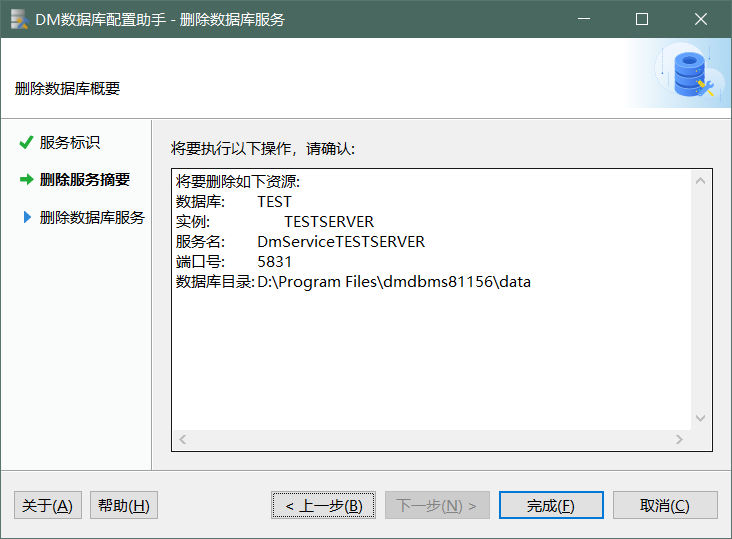 DM数据库配置助手 - 删除数据库服务
删除数据库概要
服务标识
删除服务摘要
删除数据库服务
将要执行以下操作，请确认:
将要删除如下资源:
数据库: TEST
实例: TESTSERVER
服务名: DmServiceTESTSERVER
端口号: 5831
数据库目录: D:\Program Files\dmdbms81156\data
关于(A) 帮助(H) < 上一步(B) 下一步(N) > 完成(F) 取消(C)